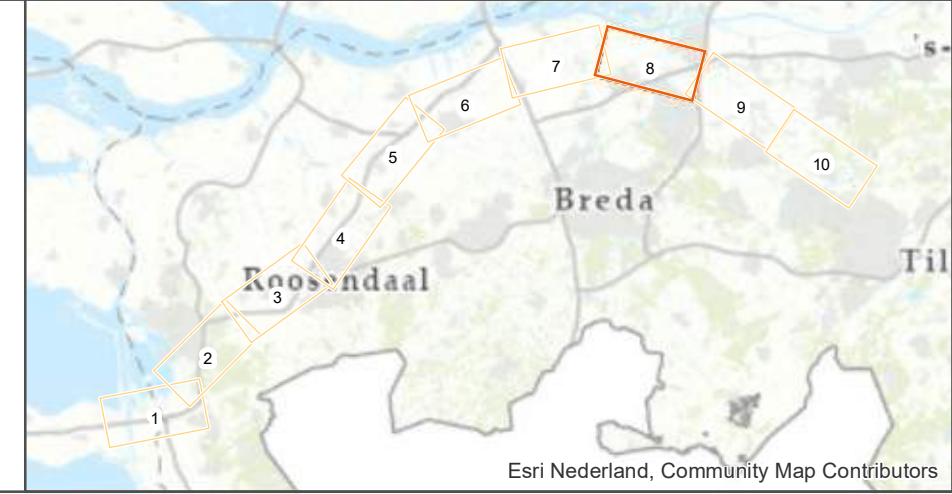 's-
7
8
6
9
5
10
Breda
4
Til
Roosendaal
3
2
1
Esri Nederland, Community Map Contributors